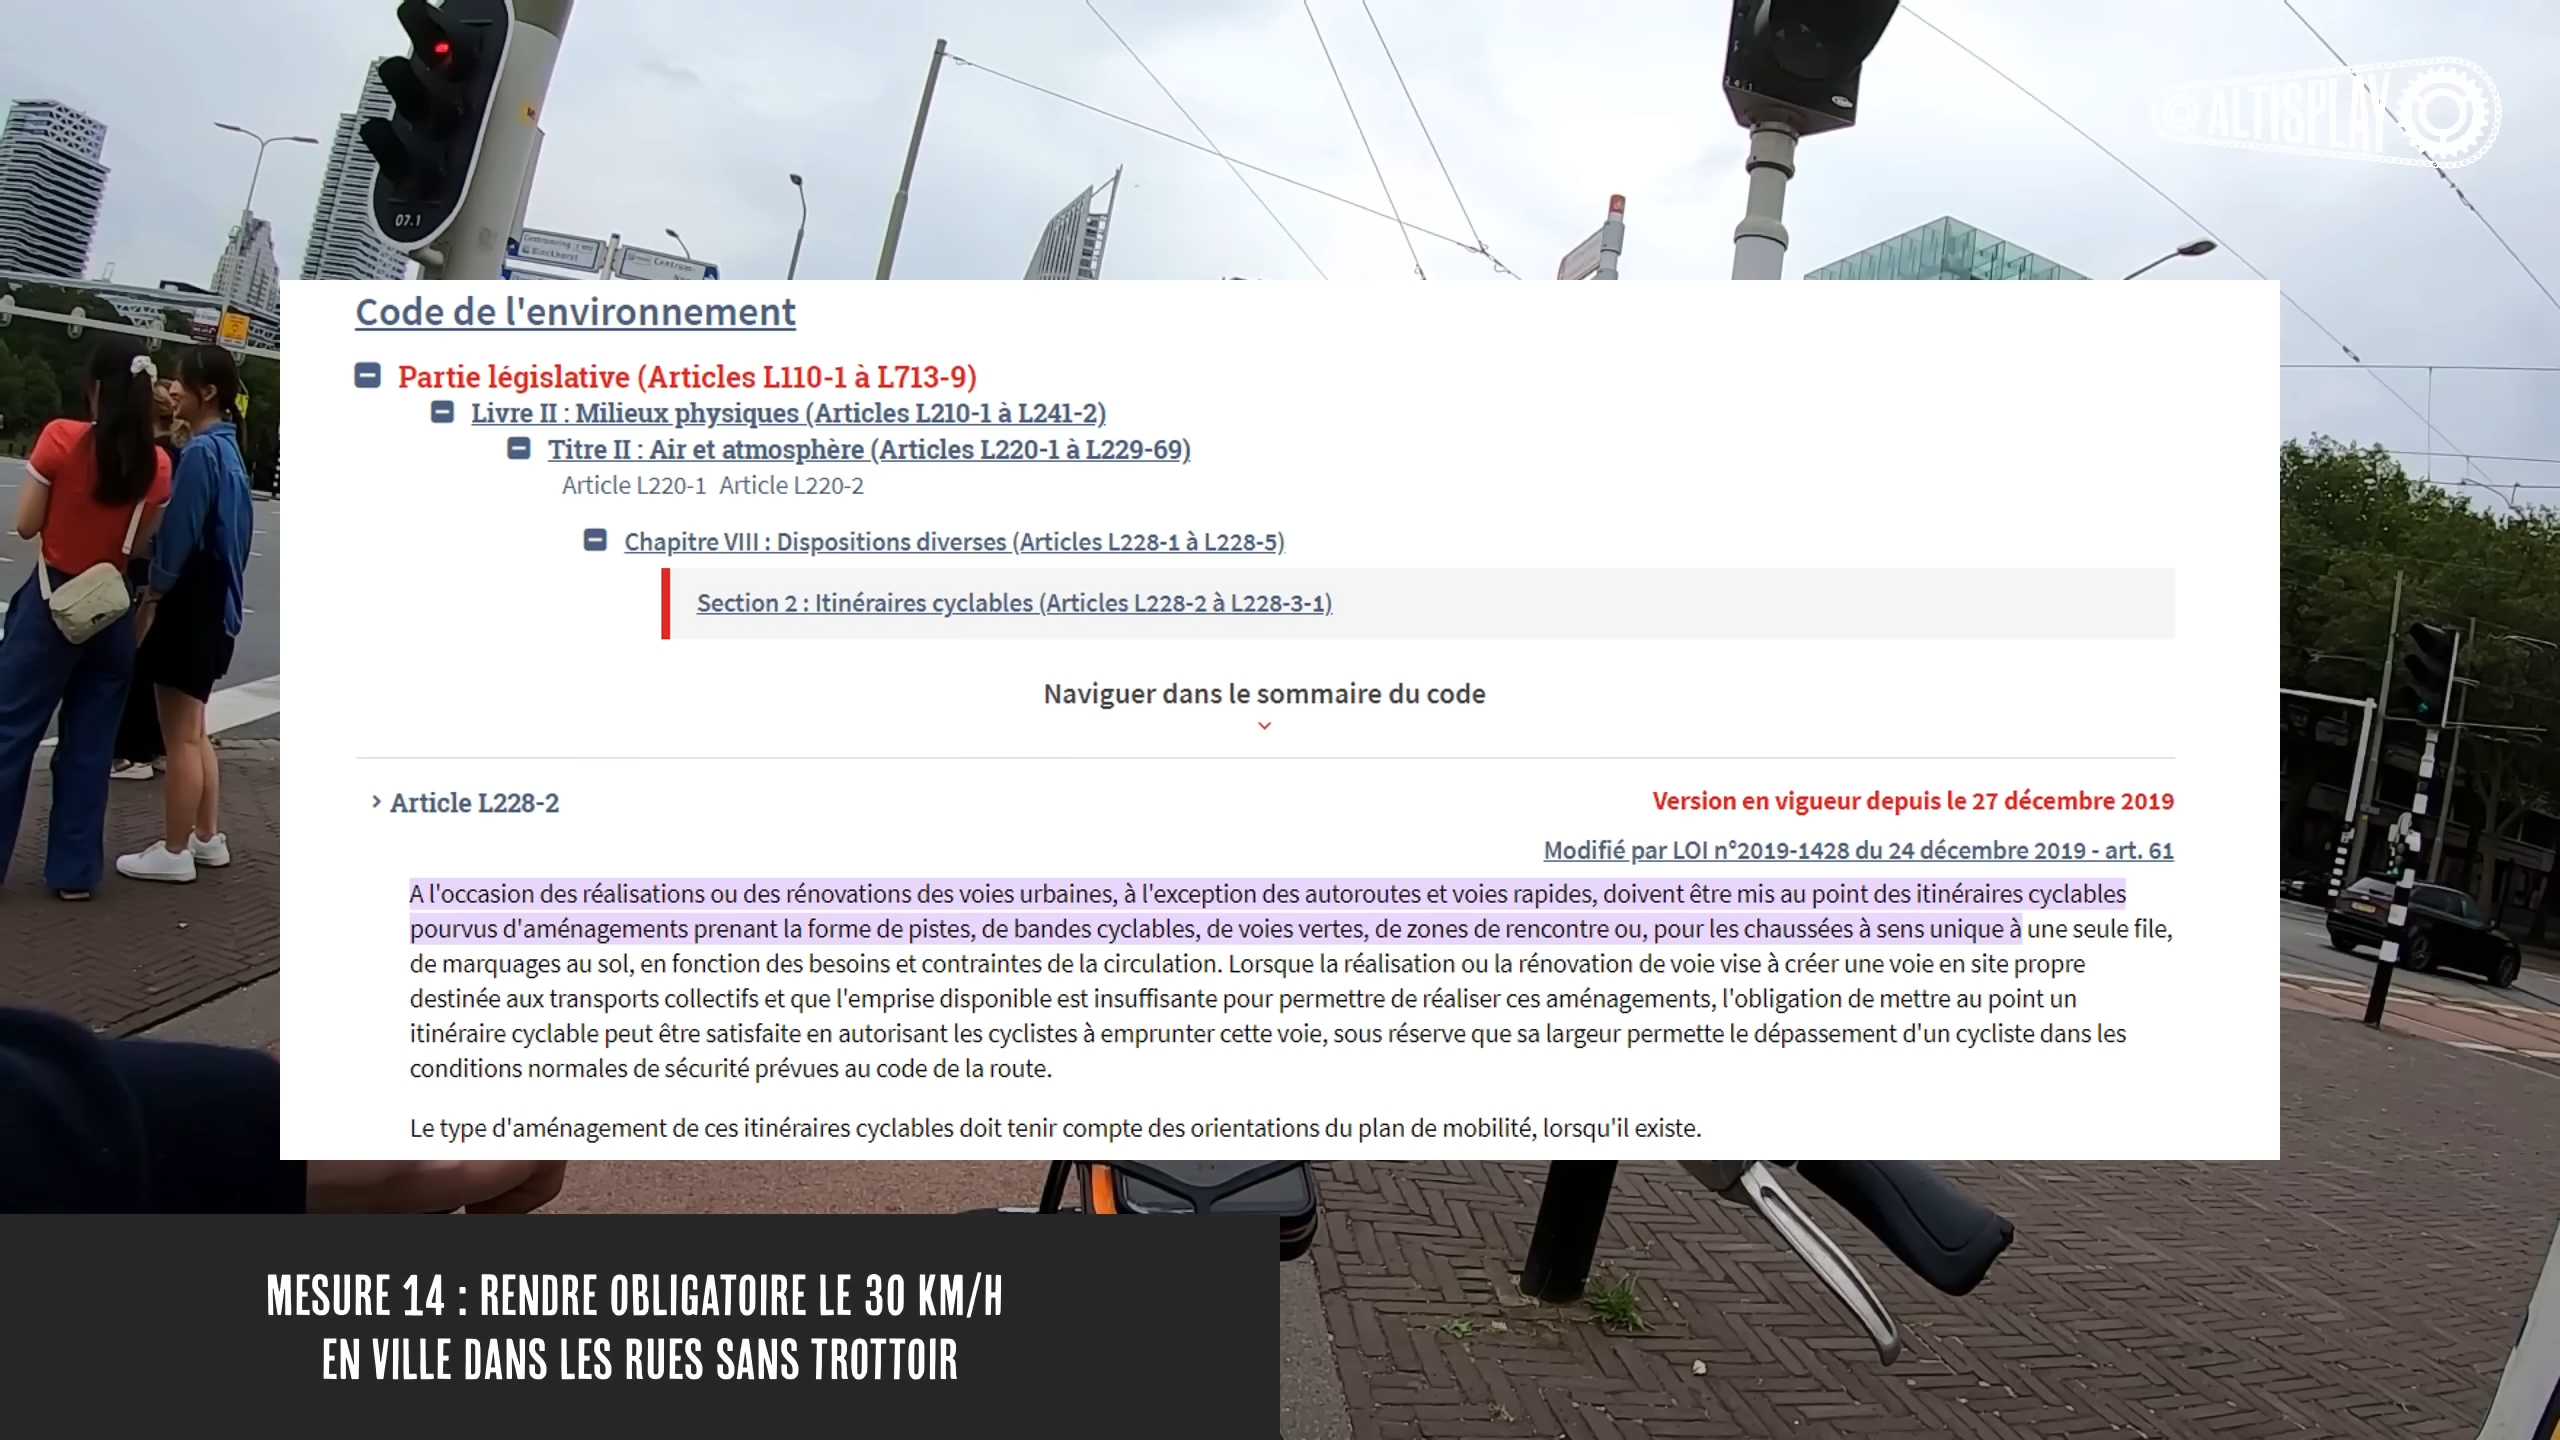 ALTISPLAY
07.1
Centrum-
Code de l'environnement
Partie législative (Articles L110-1 à L713-9)
Livre II : Milieux physiques (Articles L210-1 à L241-2)
Titre II : Air et atmosphère (Articles L220-1 à L229-69)
Article L220-1 Article L220-2
Chapitre VIII : Dispositions diverses (Articles L228-1 à L228-5)
Section 2 : Itinéraires cyclables (Articles L228-2 à L228-3-1)
Naviguer dans le sommaire du code
Article L228-2
Version en vigueur depuis le 27 décembre 2019
Modifié par LOI n°2019-1428 du 24 décembre 2019 - art. 61
A l'occasion des réalisations ou des rénovations des voies urbaines, à l'exception des autoroutes et voies rapides, doivent être mis au point des itinéraires cyclables
pourvus d'aménagements prenant la forme de pistes, de bandes cyclables, de voies vertes, de zones de rencontre ou, pour les chaussées à sens unique à une seule file,
de marquages au sol, en fonction des besoins et contraintes de la circulation. Lorsque la réalisation ou la rénovation de voie vise à créer une voie en site propre
destinée aux transports collectifs et que l'emprise disponible est insuffisante pour permettre de réaliser ces aménagements, l'obligation de mettre au point un
itinéraire cyclable peut être satisfaite en autorisant les cyclistes à emprunter cette voie, sous réserve que sa largeur permette le dépassement d'un cycliste dans les
conditions normales de sécurité prévues au code de la route.
Le type d'aménagement de ces itinéraires cyclables doit tenir compte des orientations du plan de mobilité, lorsqu'il existe.
MESURE 14 : RENDRE OBLIGATOIRE LE 30 KM/H
EN VILLE DANS LES RUES SANS TROTTOIR